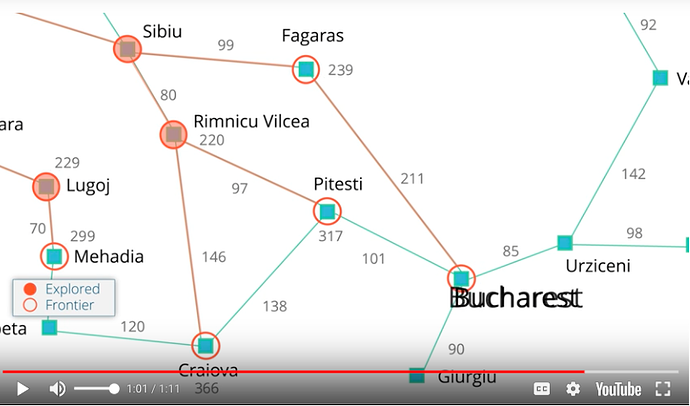 92
Sibiu
99
Fagaras
239
80
ara
Rimnicu Vilcea
220
229
Lugoj
97
Pitesti
211
142
317
70
299
Mehadia
146
101
85
98
Urziceni
Explored
Frontier
Bucharest
138
eta
120
90
Craiova
Giurgiu
366
1:01 / 1:11
CC
YouTube